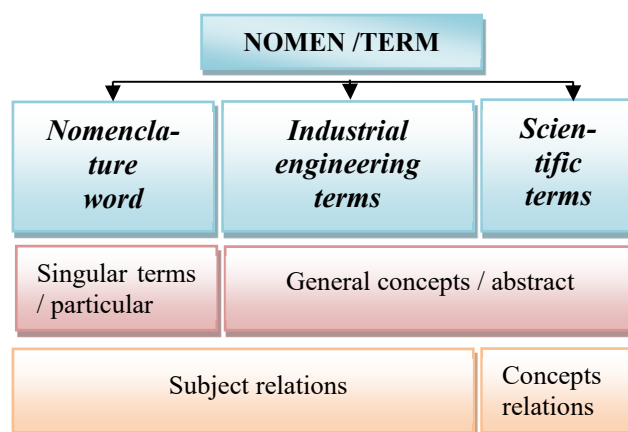 NOMEN /TERM
Nomencla-
ture
word
Industrial
engineering
terms
Scien-
tific
terms
Singular terms
/ particular
General concepts / abstract
Subject relations
Concepts
relations